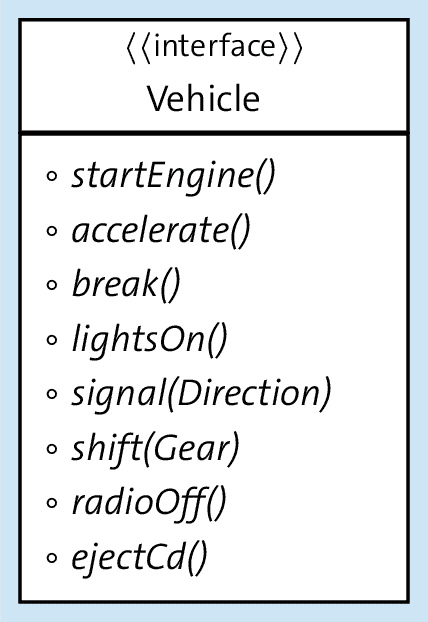 ⟨⟨interface⟩⟩
Vehicle
◦ startEngine()
◦ accelerate()
◦ break()
◦ lightsOn()
◦ signal(Direction)
◦ shift(Gear)
◦ radioOff()
◦ ejectCd()